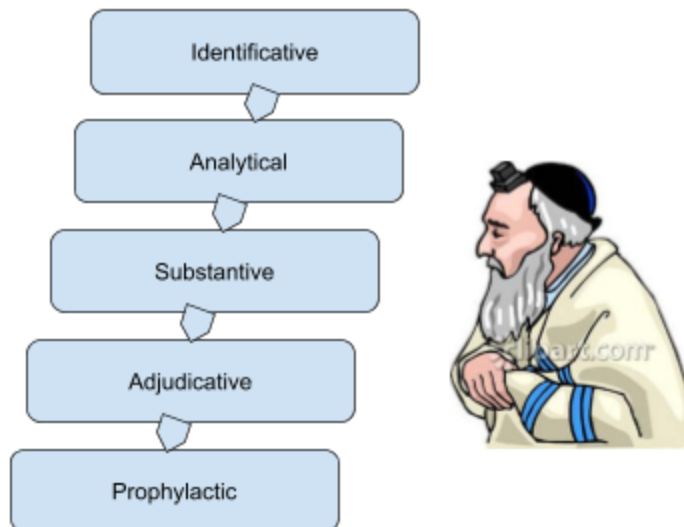 Identificative
Analytical
Substantive
Adjudicative
Prophylactic